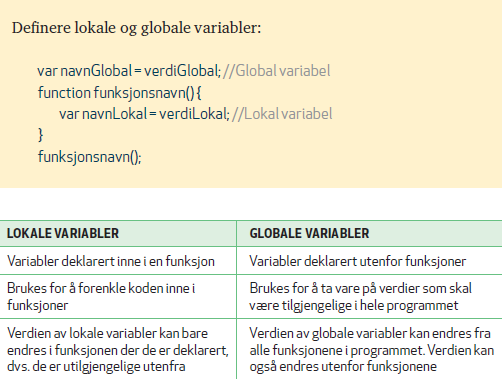 Definere lokale og globale variabler:
var navnGlobal = verdiGlobal; //Global variabel
function funksjonsnavn() {
var navnLokal = verdiLokal; //Lokal variabel
}
funksjonsnavn();
LOKALE VARIABLER
GLOBALE VARIABLER
Variabler deklarert inne i en funksjon
Variabler deklarert utenfor funksjoner
Brukes for å forenkle koden inne i
funksjoner
Brukes for å ta vare på verdier som skal
være tilgjengelige i hele programmet
Verdien av lokale variabler kan bare
endres i funksjonen der de er deklarert,
dvs. de er utilgjengelige utenfra
Verdien av globale variabler kan endres fra
alle funksjonene i programmet. Verdien kan
også endres utenfor funksjonene